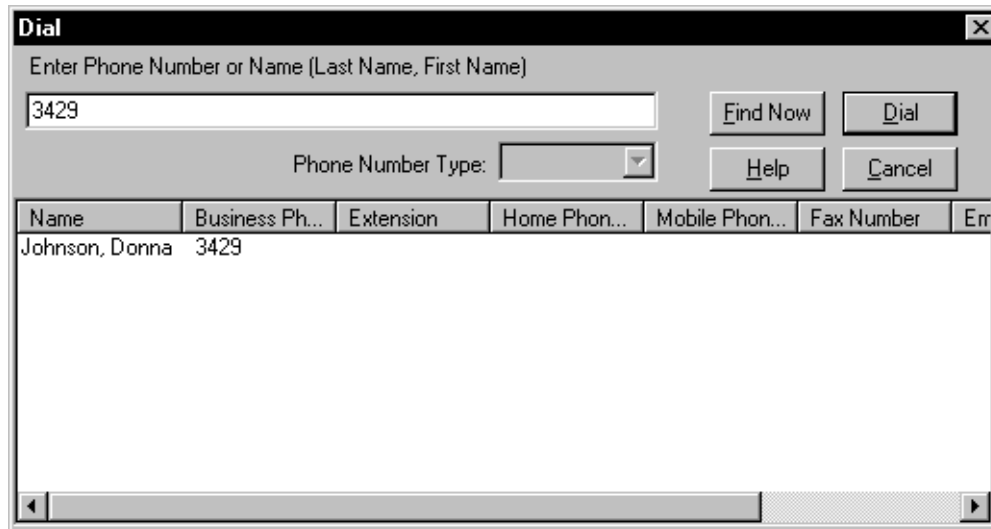 Dial
Enter Phone Number or Name (Last Name, First Name)
3429
Find Now
Dial
Phone Number Type:
Help
Cancel
Name Business Ph... Extension Home Phon... Mobile Phon... Fax Number Em
Johnson, Donna 3429